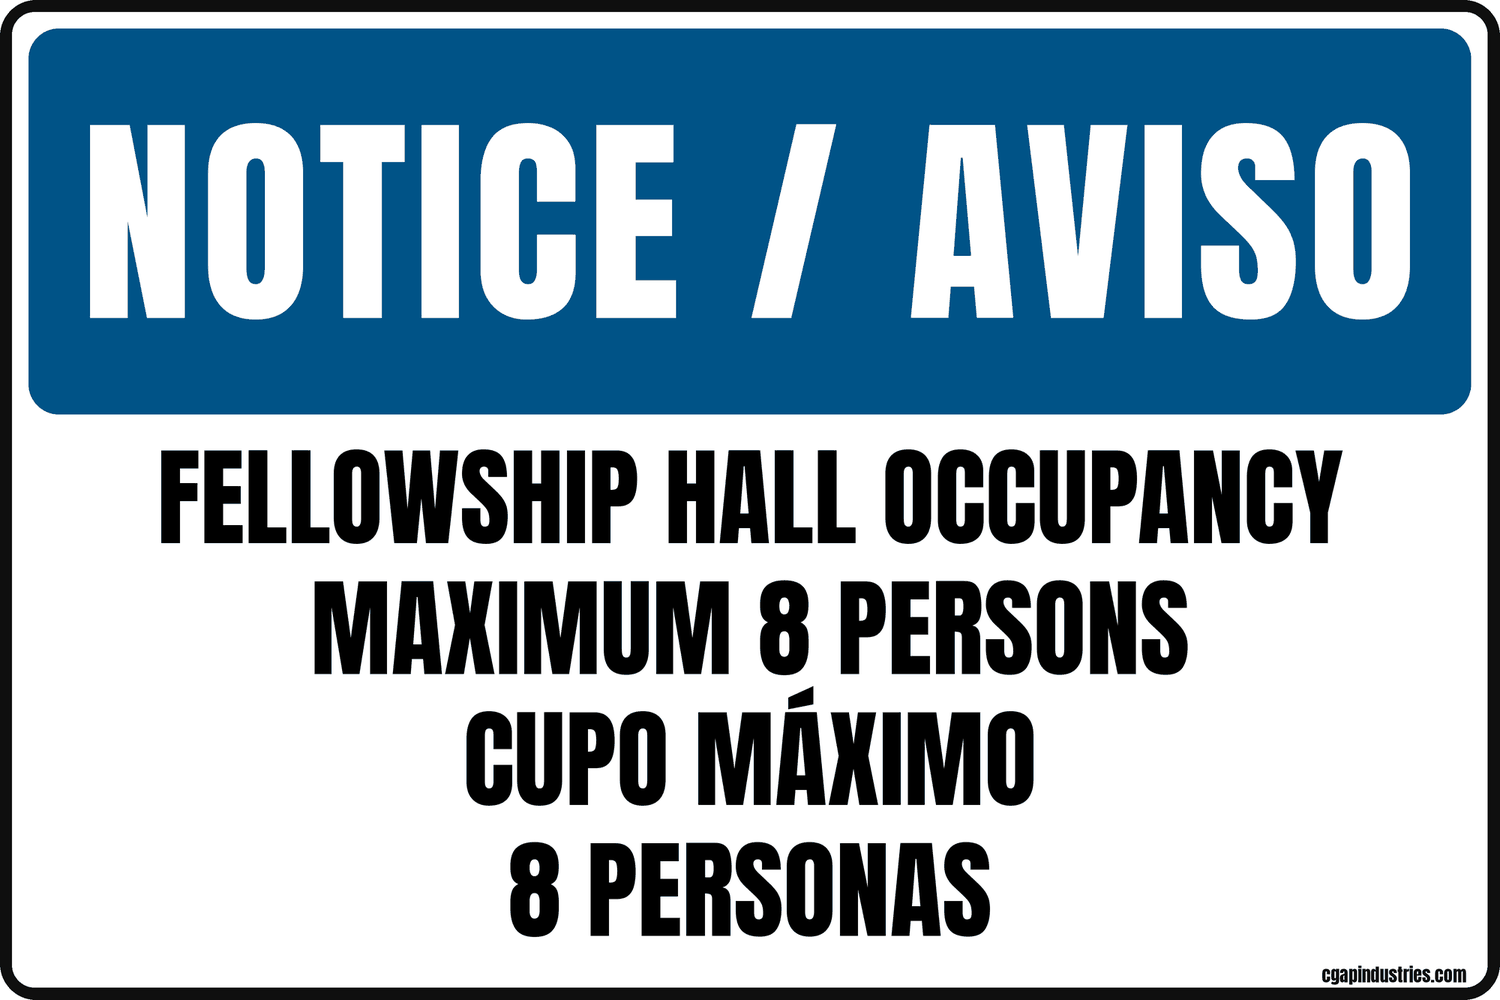 NOTICE / AVISO
FELLOWSHIP HALL OCCUPANCY
MAXIMUM 8 PERSONS
CUPO MÁXIMO
8 PERSONAS
cgapindustries.com